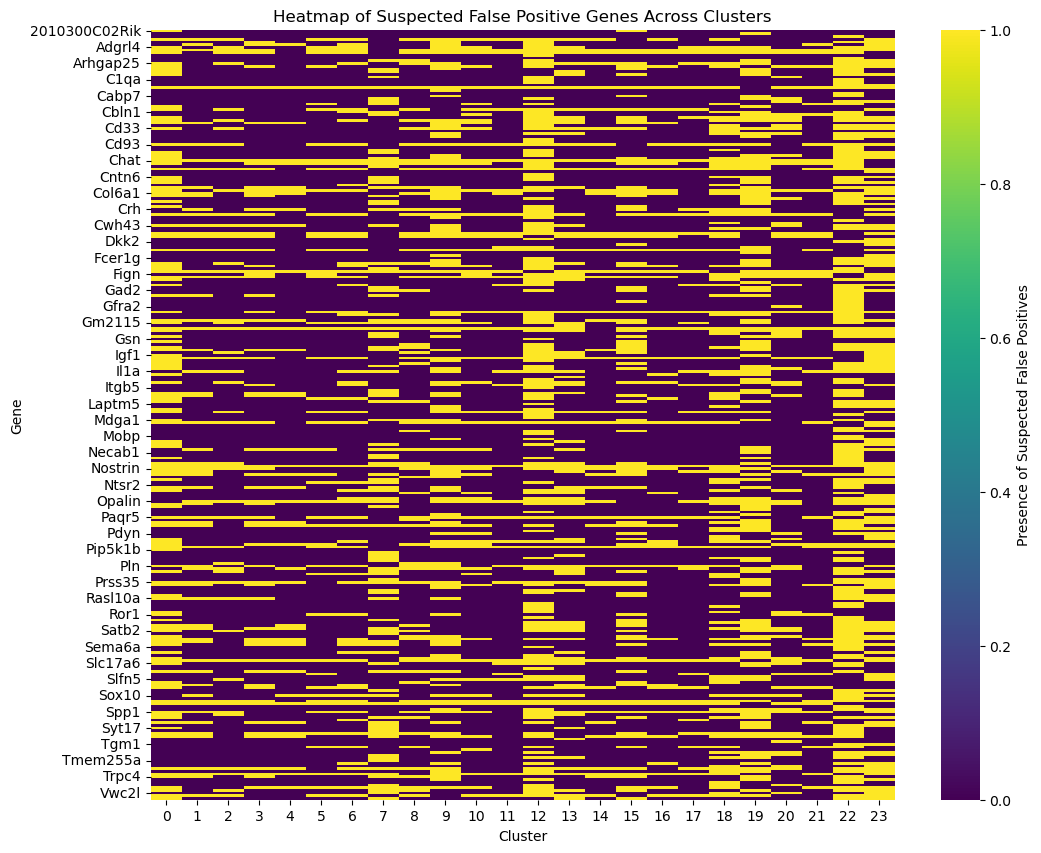 Heatmap of Suspected False Positive Genes Across Clusters
2010300C02Rik
Adgrl4
Arhgap25
C1qa
Cabp7
Cbln1
Cd33
Cd93
Chat
Cntn6
Col6a1
Crh
Cwh43
Dkk2
Fcer1g
Fign
Gad2
Gfra2
Gm2115
Gsn
Igf1
Il1a
Itgb5
Laptm5
Mdga1
Mobp
Necab1
Nostrin
Ntsr2
Opalin
Paqr5
Pdyn
Pip5k1b
Pln
Prss35
Rasl10a
Ror1
Satb2
Sema6a
Slc17a6
Slfn5
Sox10
Spp1
Syt17
Tgm1
Tmem255a
Trpc4
Vwc2l
Gene
0 1 2 3 4 5 6 7 8 9 10 11 12 13 14 15 16 17 18 19 20 21 22 23
Cluster
1.0
0.8
0.6
0.4
0.2
0.0
Presence of Suspected False Positives